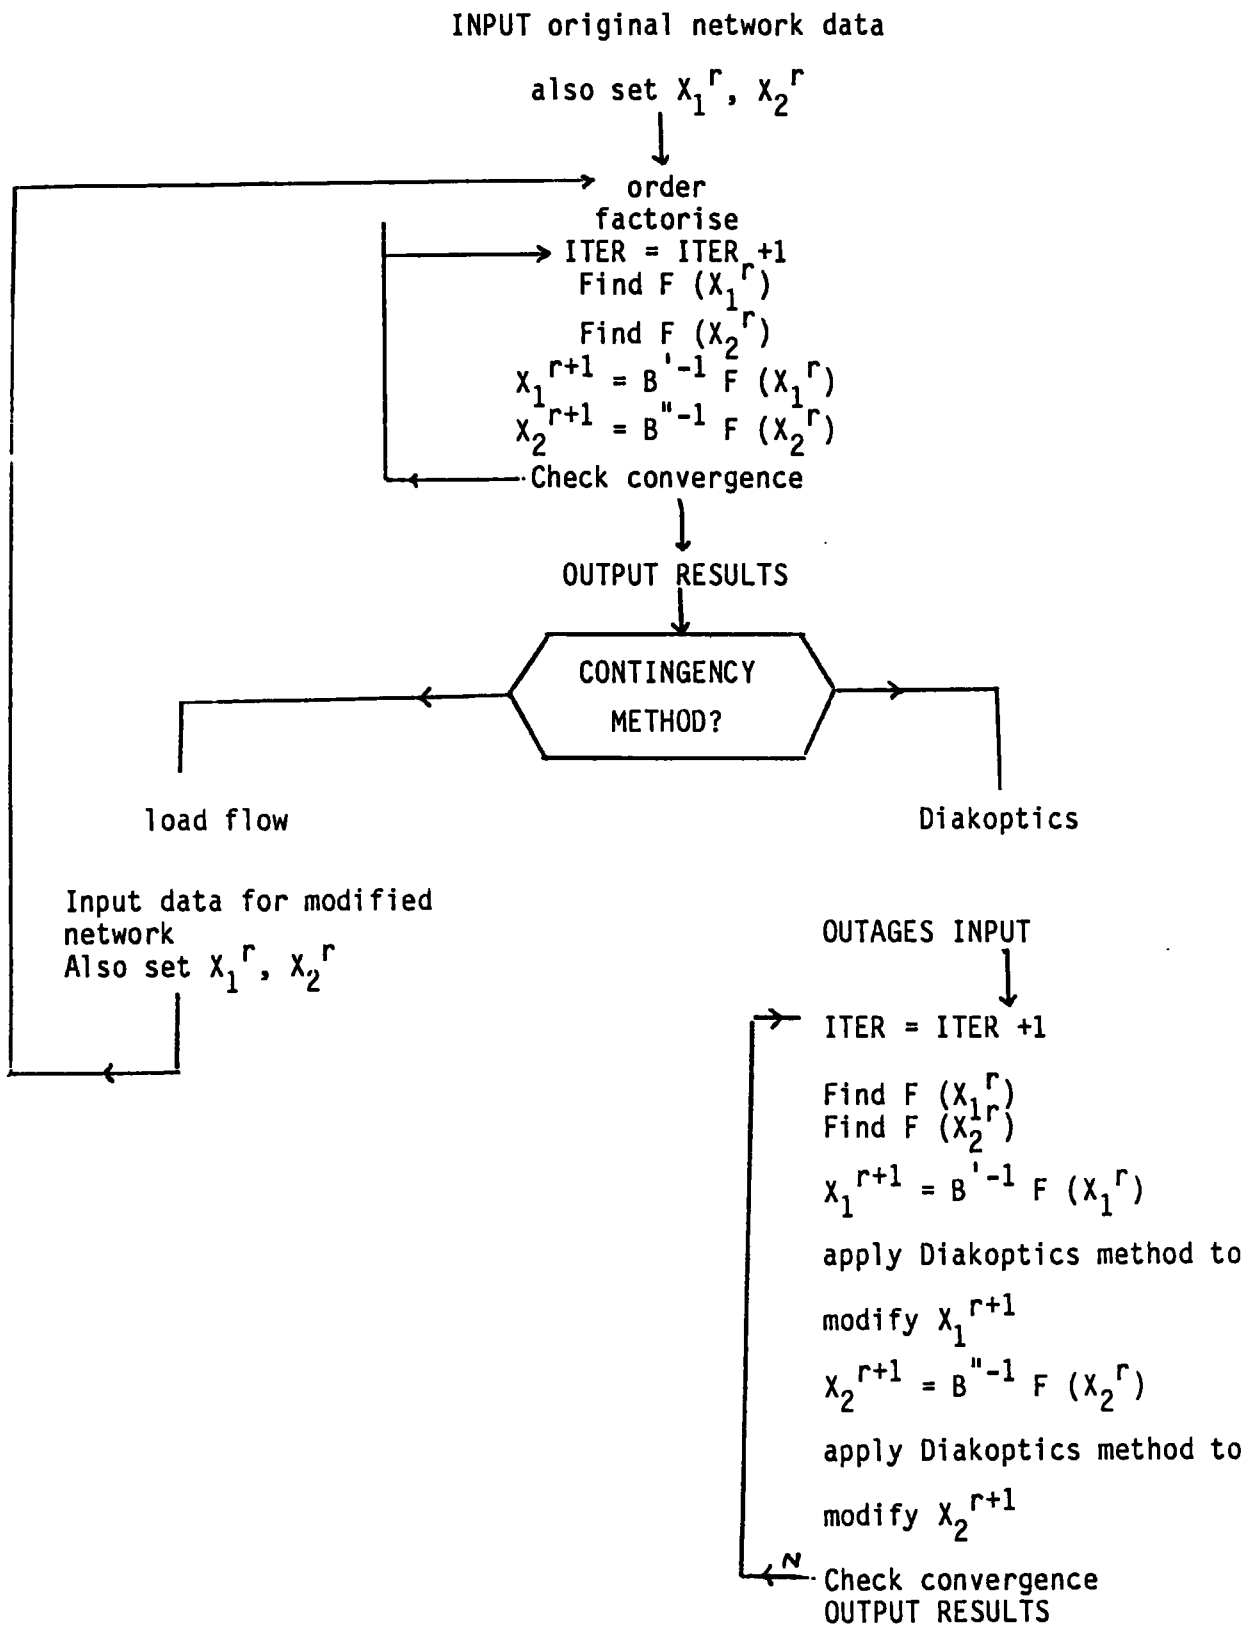 INPUT original network data
also set X₁ʳ, X₂ʳ
order
factorise
ITER = ITER +1
Find F (X₁ʳ)
Find F (X₂ʳ)
X₁ʳ⁺¹ = B'⁻¹ F (X₁ʳ)
X₂ʳ⁺¹ = B"⁻¹ F (X₂ʳ)
Check convergence
OUTPUT RESULTS
CONTINGENCY
METHOD?
load flow
Input data for modified
network
Also set X₁ʳ, X₂ʳ
Diakoptics
OUTAGES INPUT
ITER = ITER +1
Find F (X₁ʳ)
Find F (X₂ʳ)
X₁ʳ⁺¹ = B'⁻¹ F (X₁ʳ)
apply Diakoptics method to
modify X₁ʳ⁺¹
X₂ʳ⁺¹ = B"⁻¹ F (X₂ʳ)
apply Diakoptics method to
modify X₂ʳ⁺¹
N
Check convergence
OUTPUT RESULTS